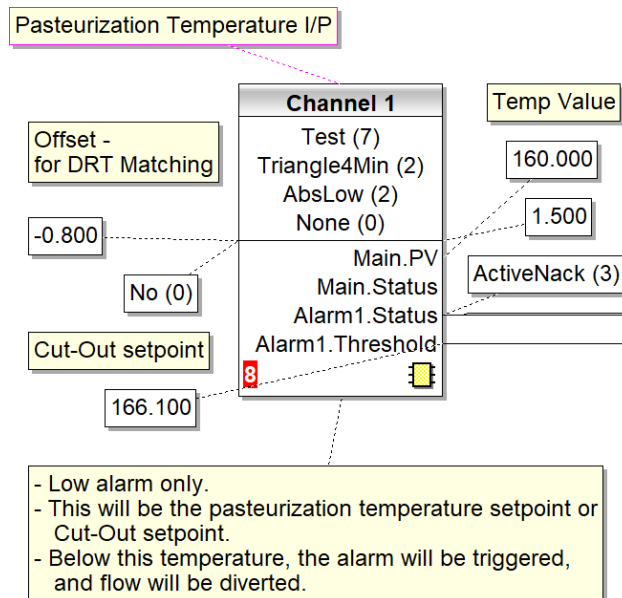 Pasteurization Temperature I/P
Channel 1
Test (7)
Triangle4Min (2)
AbsLow (2)
None (0)
Main.PV
Main.Status
Alarm1.Status
Alarm1.Threshold
8
Offset -
for DRT Matching
-0.800
No (0)
Cut-Out setpoint
166.100
Temp Value
160.000
1.500
ActiveNack (3)
- Low alarm only.
- This will be the pasteurization temperature setpoint or
Cut-Out setpoint.
- Below this temperature, the alarm will be triggered,
and flow will be diverted.